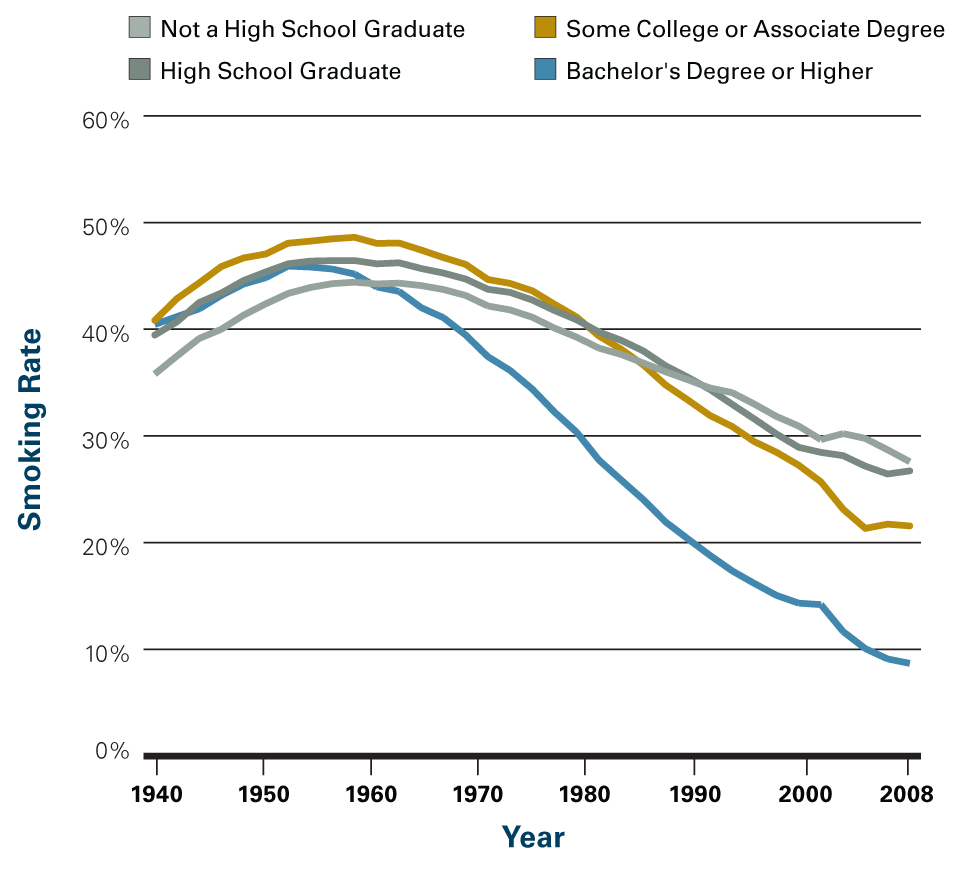 Not a High School Graduate
Some College or Associate Degree
High School Graduate
Bachelor's Degree or Higher
60%
50%
40%
30%
20%
10%
0%
Smoking Rate
1940 1950 1960 1970 1980 1990 2000 2008
Year